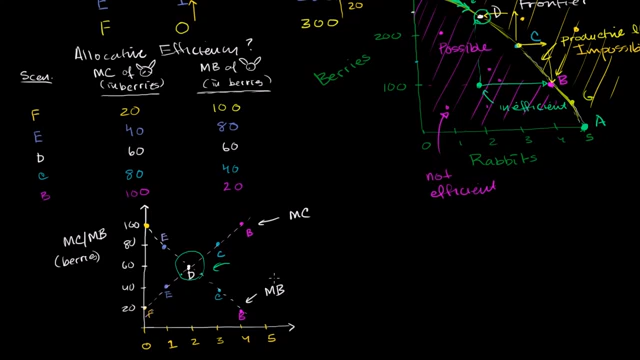 E 1
F 0 300 20
Allocative Efficiency?
Scen. MC of MB of
(in berries) (in berries)
F 20 100
E 40 80
D 60 60
C 80 40
B 100 20
MC/MB
(berries)
100
80
60
40
20
0 1 2 3 4 5
E C B MC
D
F E C B MB
Frontier
D
200
C
Possible
Impossible
Berries
100
B
inefficient
G
A
0 1 2 3 4 5
Rabbits
not
efficient